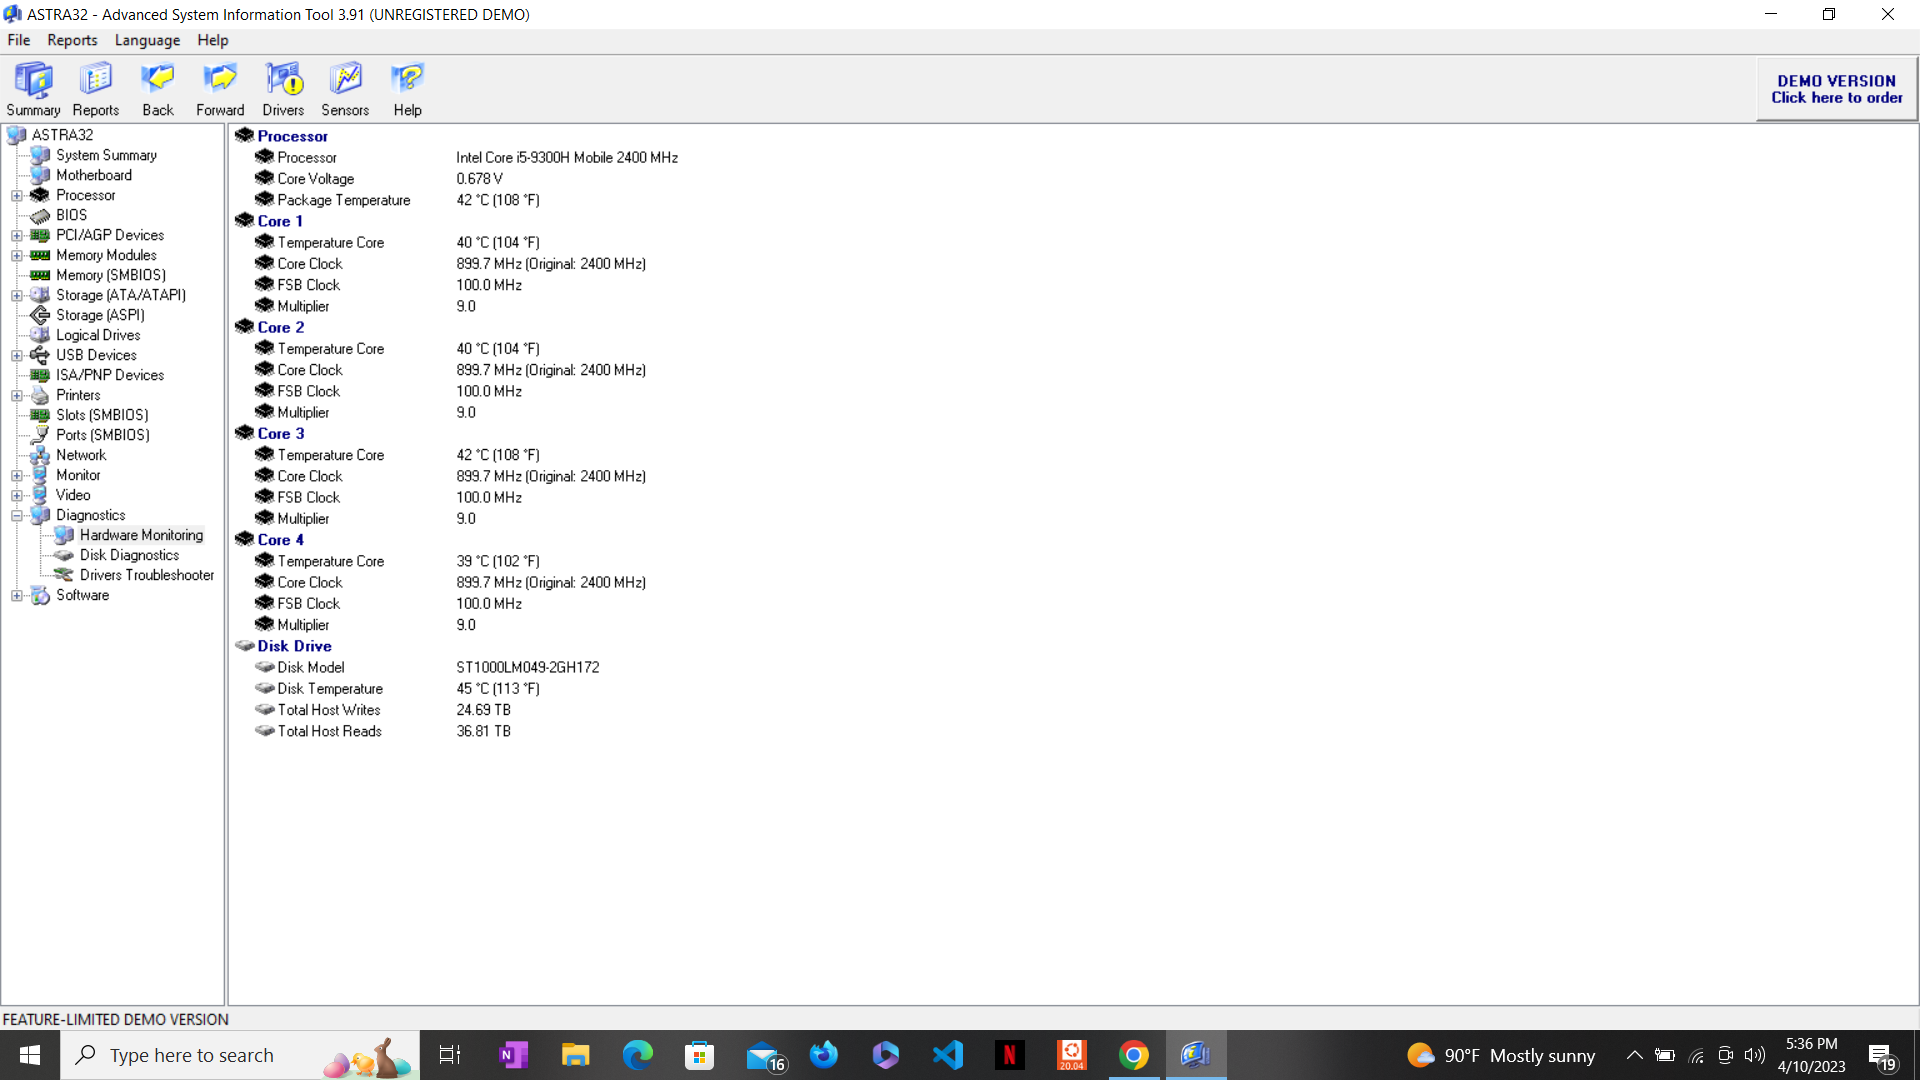 ASTRA32 - Advanced System Information Tool 3.91 (UNREGISTERED DEMO)
File Reports Language Help
Summary Reports Back Forward Drivers Sensors Help
DEMO VERSION
Click here to order
ASTRA32
System Summary
Motherboard
Processor
BIOS
PCI/AGP Devices
Memory Modules
Memory (SMBIOS)
Storage (ATA/ATAPI)
Storage (ASPI)
Logical Drives
USB Devices
ISA/PNP Devices
Printers
Slots (SMBIOS)
Ports (SMBIOS)
Network
Monitor
Video
Diagnostics
Hardware Monitoring
Disk Diagnostics
Drivers Troubleshooter
Software
Processor
Processor Intel Core i5-9300H Mobile 2400 MHz
Core Voltage 0.678 V
Package Temperature 42 °C (108 °F)
Core 1
Temperature Core 40 °C (104 °F)
Core Clock 899.7 MHz (Original: 2400 MHz)
FSB Clock 100.0 MHz
Multiplier 9.0
Core 2
Temperature Core 40 °C (104 °F)
Core Clock 899.7 MHz (Original: 2400 MHz)
FSB Clock 100.0 MHz
Multiplier 9.0
Core 3
Temperature Core 42 °C (108 °F)
Core Clock 899.7 MHz (Original: 2400 MHz)
FSB Clock 100.0 MHz
Multiplier 9.0
Core 4
Temperature Core 39 °C (102 °F)
Core Clock 899.7 MHz (Original: 2400 MHz)
FSB Clock 100.0 MHz
Multiplier 9.0
Disk Drive
Disk Model ST1000LM049-2GH172
Disk Temperature 45 °C (113 °F)
Total Host Writes 24.69 TB
Total Host Reads 36.81 TB
FEATURE-LIMITED DEMO VERSION
Type here to search
N
16
N
20.04
90°F Mostly sunny
5:36 PM
4/10/2023
19